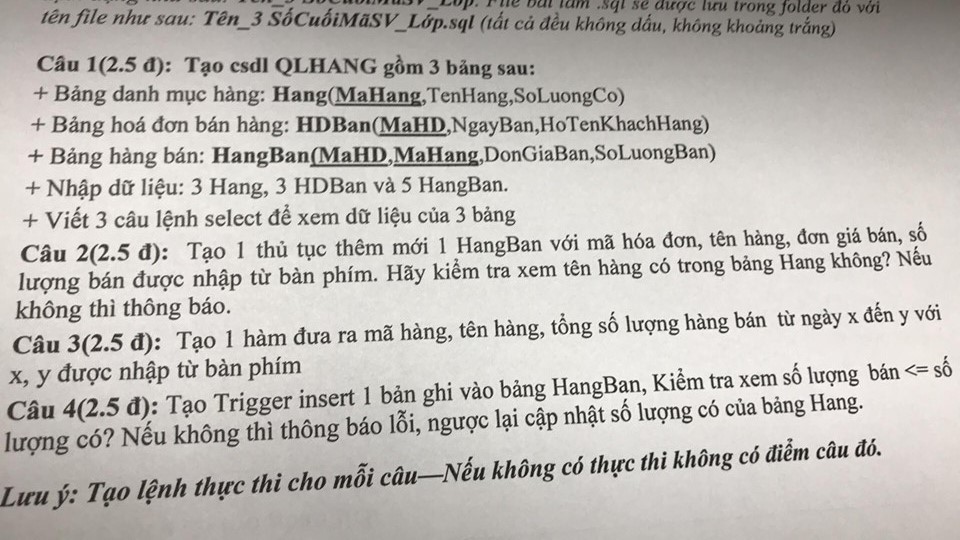 File bài làm .sql sẽ được lưu trong folder đó với
tên file như sau: Tên_3 SốCuốiMãSV_Lớp.sql (tất cả đều không dấu, không khoảng trắng)
Câu 1(2.5 đ): Tạo csdl QLHANG gồm 3 bảng sau:
+ Bảng danh mục hàng: Hang(MaHang,TenHang,SoLuongCo)
+ Bảng hoá đơn bán hàng: HDBan(MaHD,NgayBan,HoTenKhachHang)
+ Bảng hàng bán: HangBan(MaHD,MaHang,DonGiaBan,SoLuongBan)
+ Nhập dữ liệu: 3 Hang, 3 HDBan và 5 HangBan.
+ Viết 3 câu lệnh select để xem dữ liệu của 3 bảng
Câu 2(2.5 đ): Tạo 1 thủ tục thêm mới 1 HangBan với mã hóa đơn, tên hàng, đơn giá bán, số
lượng bán được nhập từ bàn phím. Hãy kiểm tra xem tên hàng có trong bảng Hang không? Nếu
không thì thông báo.
Câu 3(2.5 đ): Tạo 1 hàm đưa ra mã hàng, tên hàng, tổng số lượng hàng bán từ ngày x đến y với
x, y được nhập từ bàn phím
Câu 4(2.5 đ): Tạo Trigger insert 1 bản ghi vào bảng HangBan, Kiểm tra xem số lượng bán <= số
lượng có? Nếu không thì thông báo lỗi, ngược lại cập nhật số lượng có của bảng Hang.
Lưu ý: Tạo lệnh thực thi cho mỗi câu—Nếu không có thực thi không có điểm câu đó.